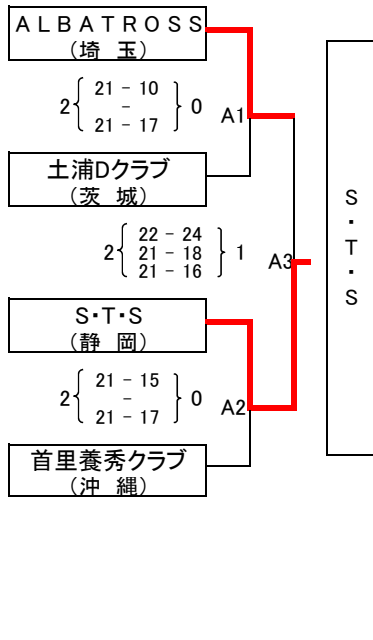 ALBATROSS
(埼 玉)
21 - 10
2 - 0 A1
21 - 17
土浦Dクラブ
(茨 城)
22 - 24
2 21 - 18 1 A3
21 - 16
S・T・S
(静 岡)
21 - 15
2 - 0 A2
21 - 17
首里養秀クラブ
(沖 縄)
S
・
T
・
S